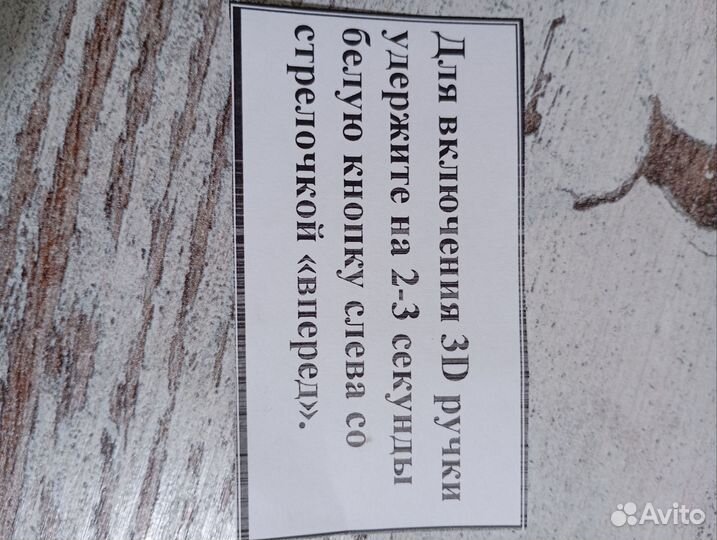 Для включения 3D ручки
удержите на 2-3 секунды
белую кнопку слева со
стрелочкой «вперед».
Avito